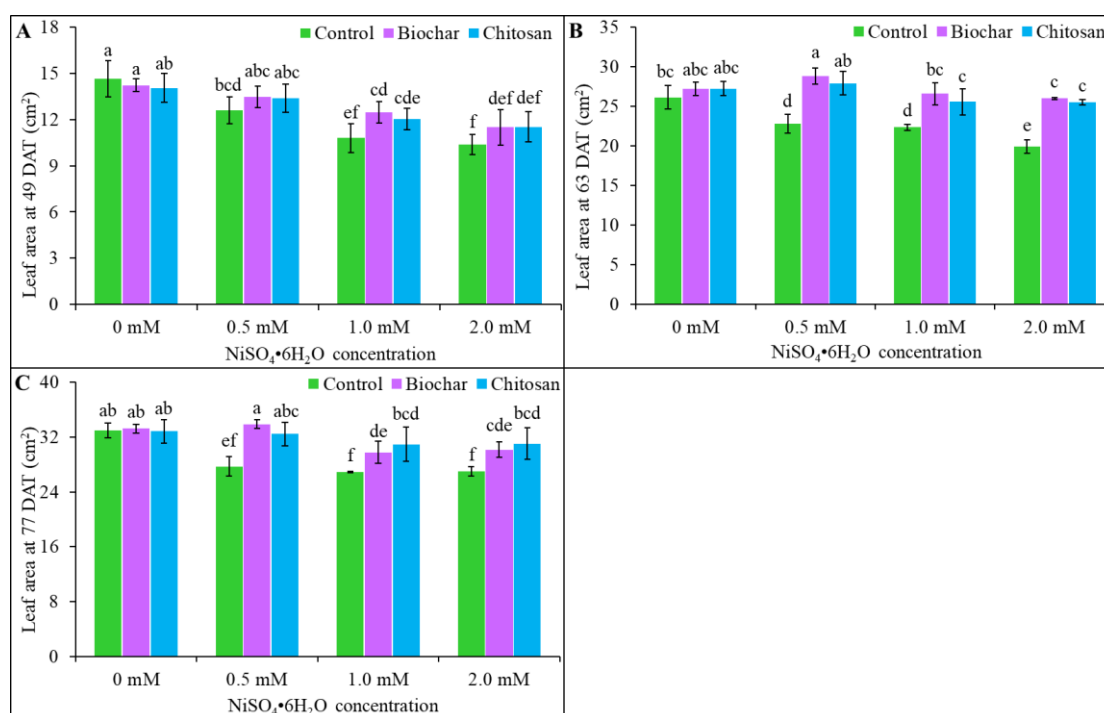 A
Control Biochar Chitosan
Leaf area at 49 DAT (cm²)
18
15
12
9
6
3
0
a a ab
bcd abc abc
ef cd cde
f def def
0 mM 0.5 mM 1.0 mM 2.0 mM
NiSO₄•6H₂O concentration
B
Control Biochar Chitosan
Leaf area at 63 DAT (cm²)
35
30
25
20
15
10
5
0
bc abc abc
d a ab
d bc c
e c c
0 mM 0.5 mM 1.0 mM 2.0 mM
NiSO₄•6H₂O concentration
C
Control Biochar Chitosan
Leaf area at 77 DAT (cm²)
40
32
24
16
8
0
ab ab ab
ef a abc
f de bcd
f cde bcd
0 mM 0.5 mM 1.0 mM 2.0 mM
NiSO₄•6H₂O concentration